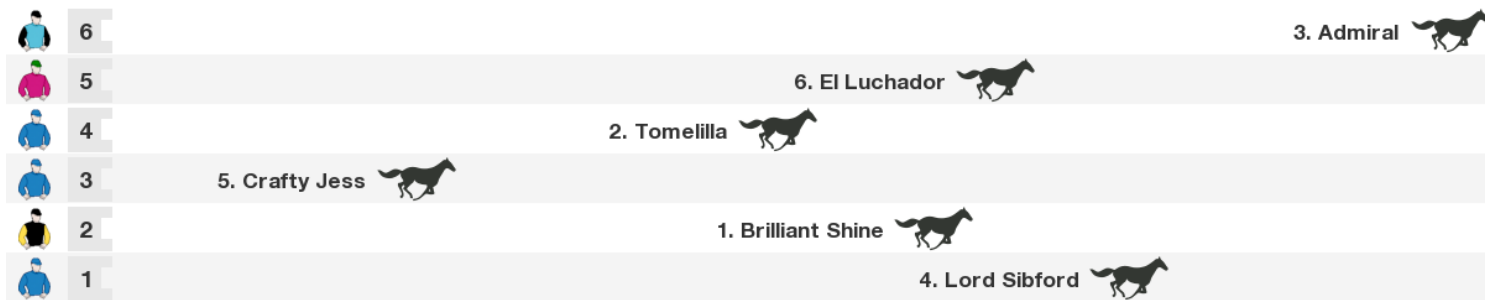 6 3. Admiral
5 6. El Luchador
4 2. Tomelilla
3 5. Crafty Jess
2 1. Brilliant Shine
1 4. Lord Sibford